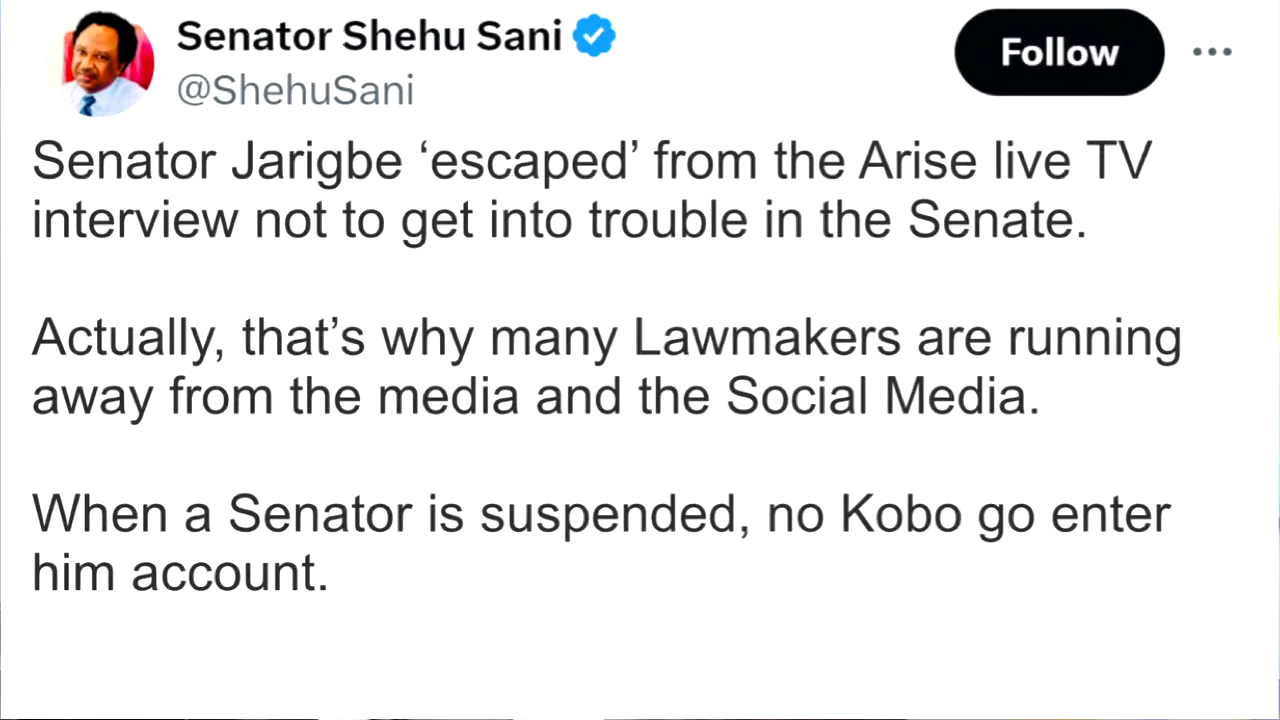 Senator Shehu Sani
@ShehuSani
Follow
Senator Jarigbe ‘escaped’ from the Arise live TV
interview not to get into trouble in the Senate.
Actually, that’s why many Lawmakers are running
away from the media and the Social Media.
When a Senator is suspended, no Kobo go enter
him account.